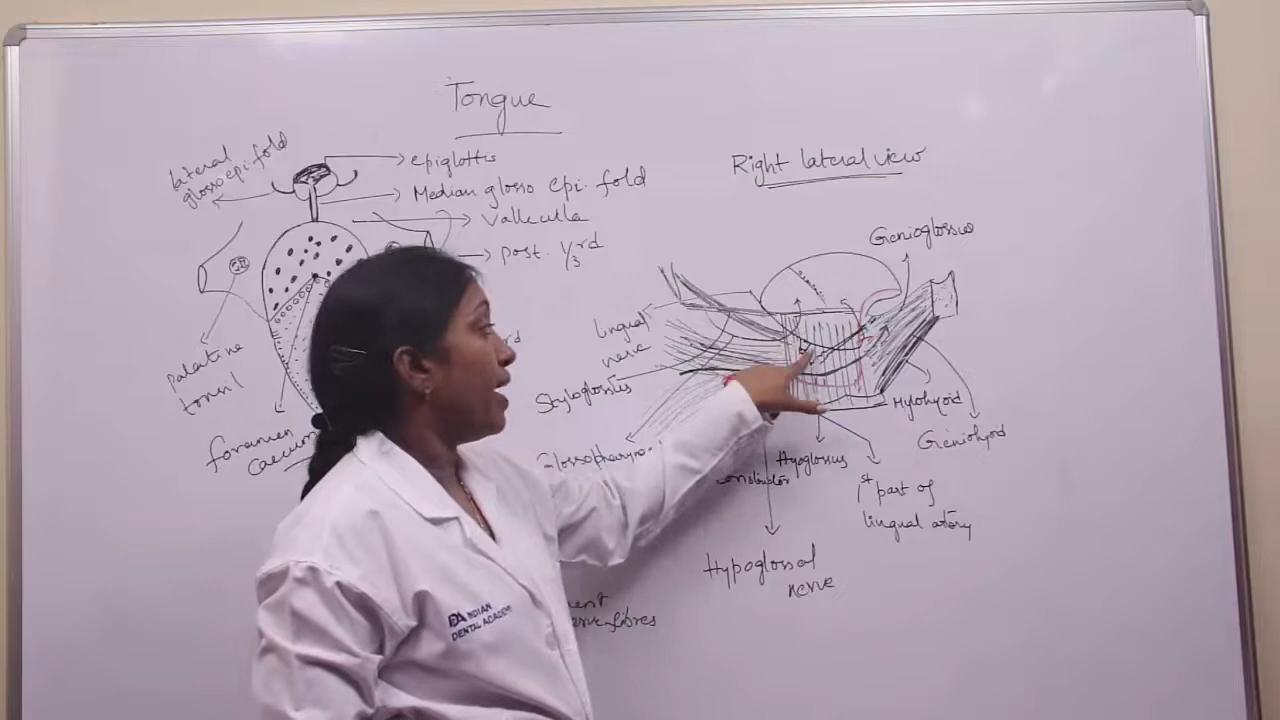 Tongue
lateral
glosso epi. fold
epiglottis
Median glosso epi. fold
Vallecula
post. 1/3rd
rd
Palatine
tonsil
foramen
Caecum
Right lateral view
Genioglossus
lingual
nerve
Styloglossus
Glossopharyn
constrictor
Hyoglossus
Mylohyoid
Geniohyoid
1st part of
lingual artery
Hypoglossal
nerve
INDIAN
DENTAL ACADEMY
fibres